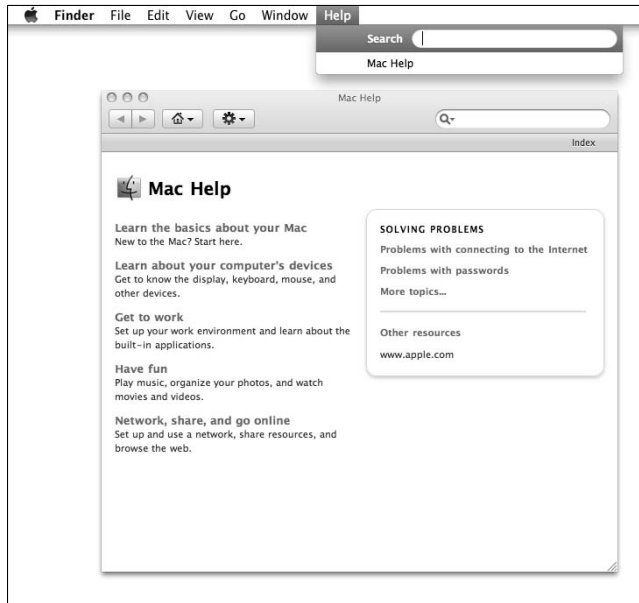 Finder File Edit View Go Window Help
Search
Mac Help
Mac Help
Index
Mac Help
Learn the basics about your Mac
New to the Mac? Start here.
Learn about your computer's devices
Get to know the display, keyboard, mouse, and
other devices.
Get to work
Set up your work environment and learn about the
built-in applications.
Have fun
Play music, organize your photos, and watch
movies and videos.
Network, share, and go online
Set up and use a network, share resources, and
browse the web.
SOLVING PROBLEMS
Problems with connecting to the Internet
Problems with passwords
More topics...
Other resources
www.apple.com